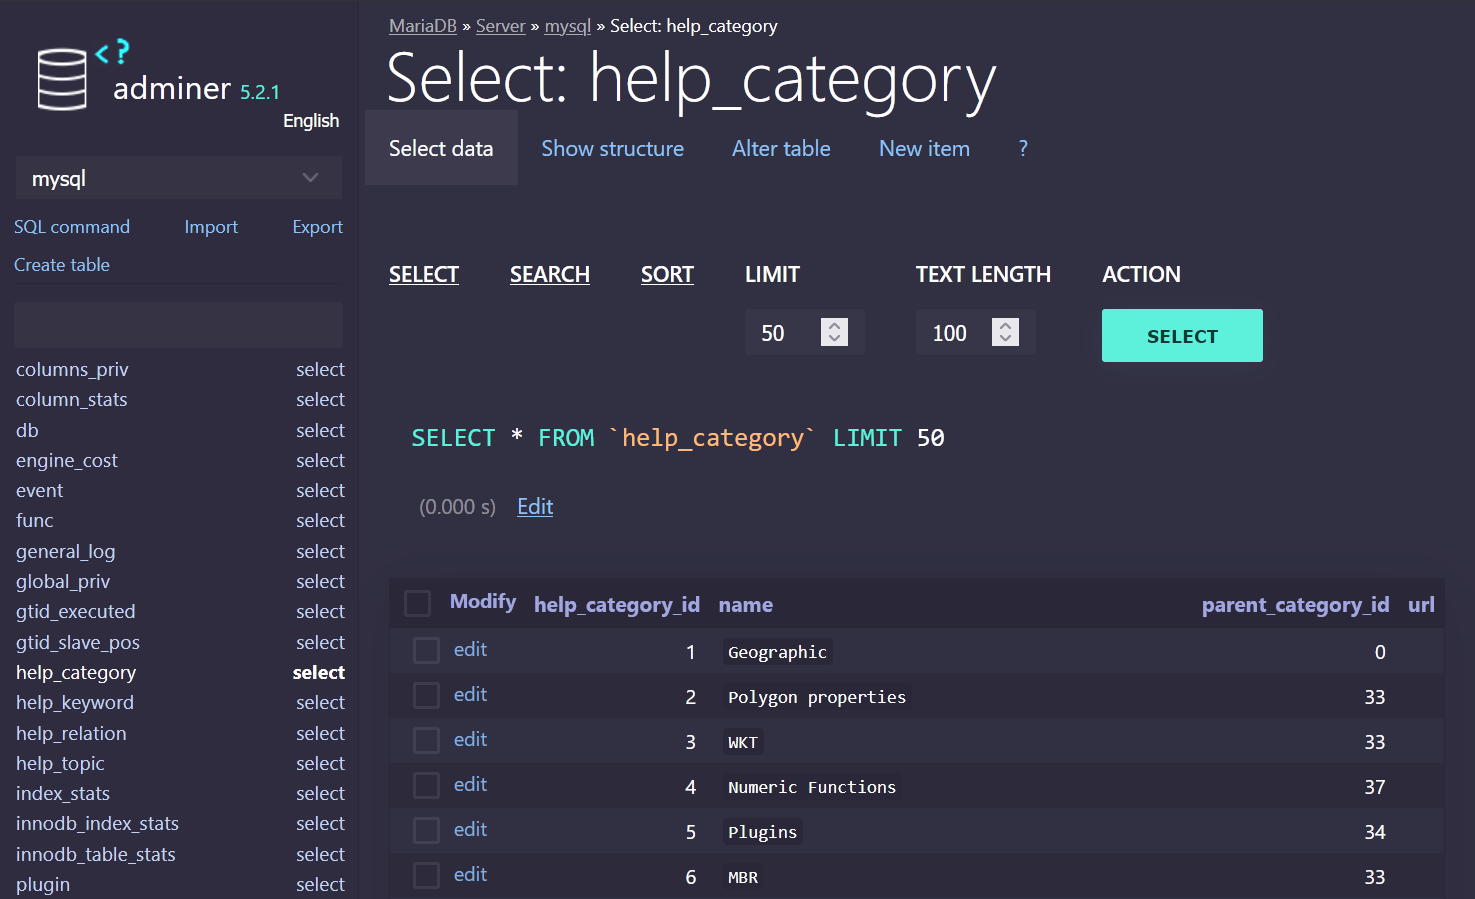 <?
adminer 5.2.1
English
mysql
SQL command Import Export
Create table
columns_priv select
column_stats select
db select
engine_cost select
event select
func select
general_log select
global_priv select
gtid_executed select
gtid_slave_pos select
help_category select
help_keyword select
help_relation select
help_topic select
index_stats select
innodb_index_stats select
innodb_table_stats select
plugin select
MariaDB » Server » mysql » Select: help_category
Select: help_category
Select data Show structure Alter table New item ?
SELECT SEARCH SORT LIMIT TEXT LENGTH ACTION
50 100 SELECT
SELECT * FROM `help_category` LIMIT 50
(0.000 s) Edit
Modify help_category_id name parent_category_id url
edit 1 Geographic 0
edit 2 Polygon properties 33
edit 3 WKT 33
edit 4 Numeric Functions 37
edit 5 Plugins 34
edit 6 MBR 33